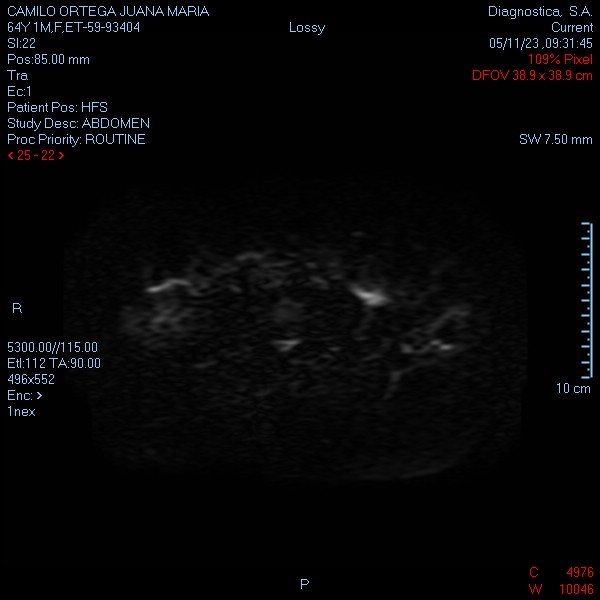 CAMILO ORTEGA JUANA MARIA
64Y 1M,F,ET-59-93404
SI:22
Pos:85.00 mm
Tra
Ec:1
Patient Pos: HFS
Study Desc: ABDOMEN
Proc Priority: ROUTINE
< 25 - 22 >
Lossy
Diagnostica, S.A.
Current
05/11/23 ,09:31:45
109% Pixel
DFOV 38.9 x 38.9 cm
SW 7.50 mm
R
5300.00//115.00
Etl:112 TA:90.00
496x552
Enc: >
1nex
10 cm
P
C 4976
W 10046